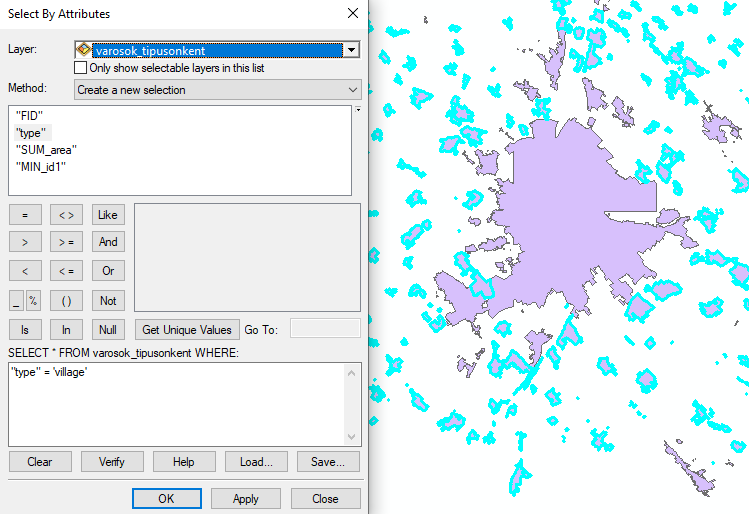 Select By Attributes
Layer: varosok_tipusonkent
Only show selectable layers in this list
Method: Create a new selection
"FID"
"type"
"SUM_area"
"MIN_id1"
= < > Like
> > = And
< < = Or
_ % ( ) Not
Is In Null Get Unique Values Go To:
SELECT * FROM varosok_tipusonkent WHERE:
"type" = 'village'
Clear Verify Help Load... Save...
OK Apply Close